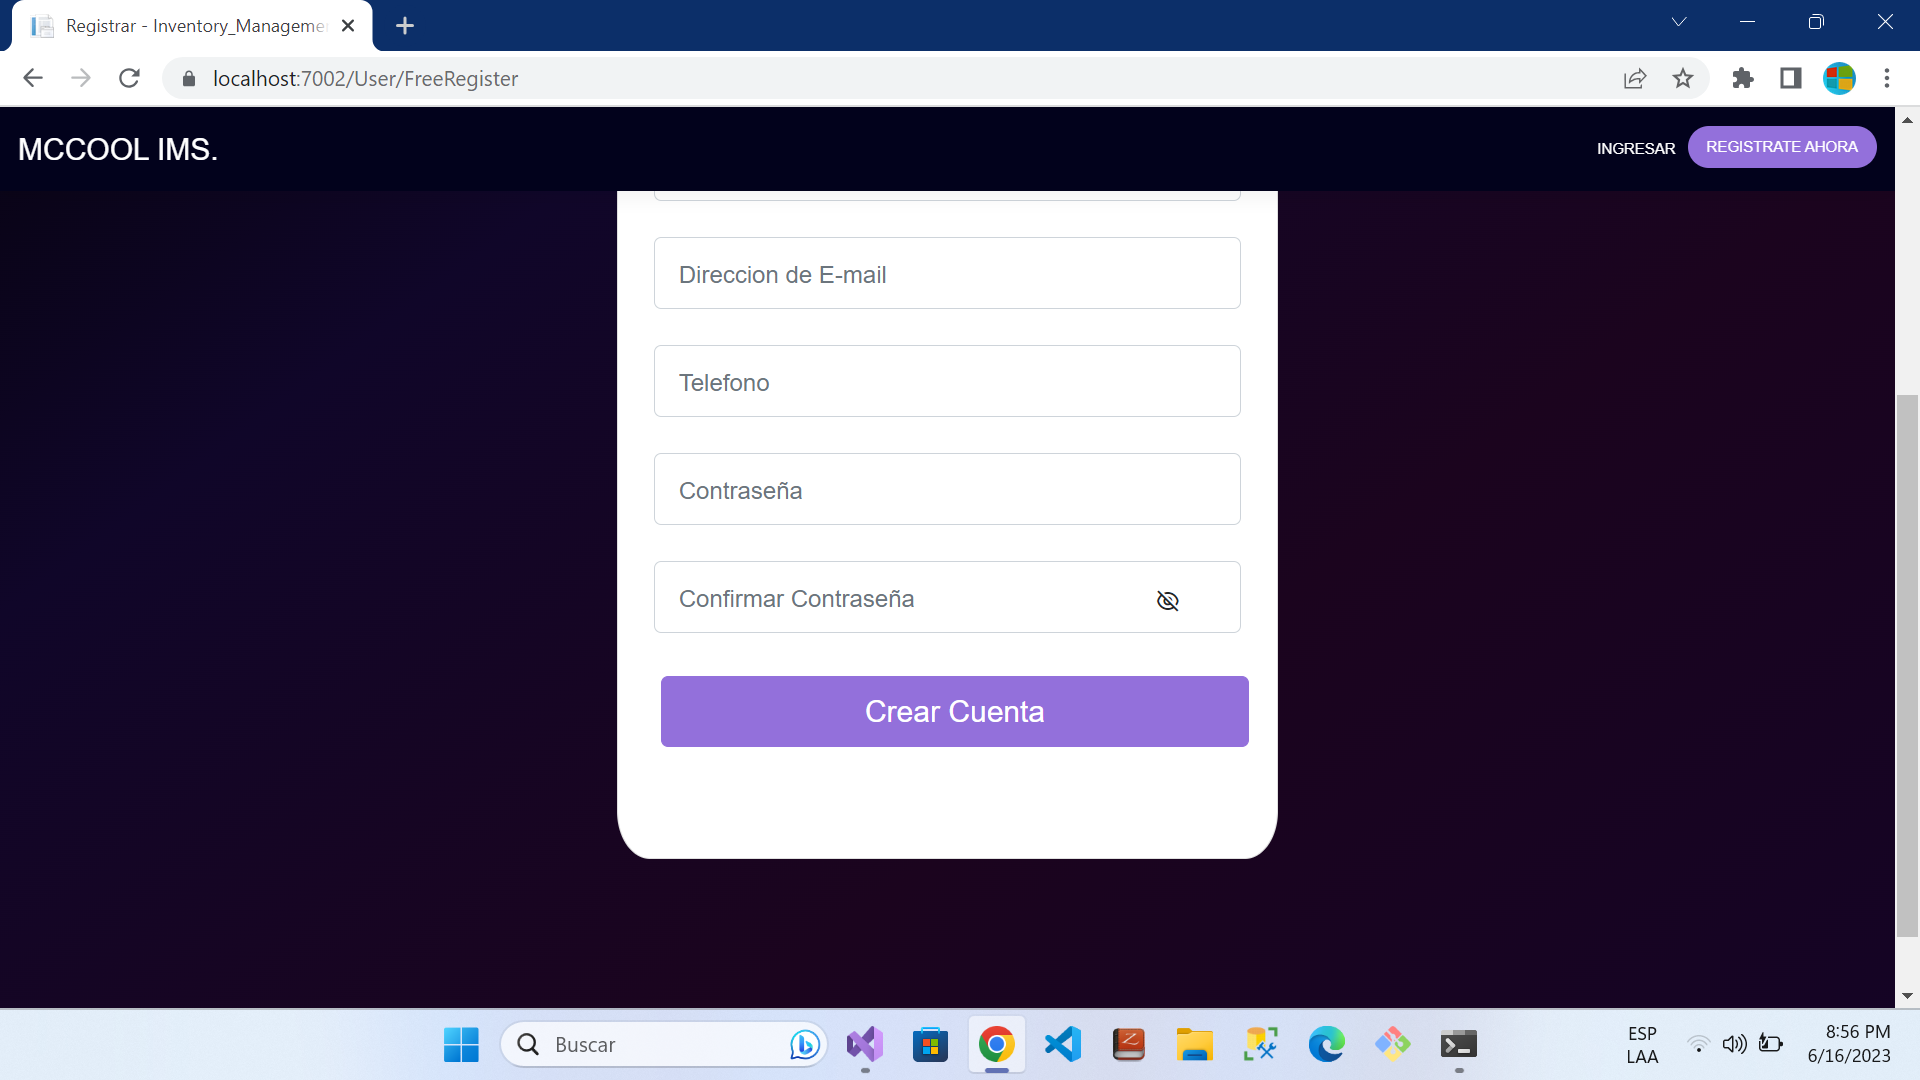 Registrar - Inventory_Manageme
localhost:7002/User/FreeRegister
MCCOOL IMS.
INGRESAR
REGISTRATE AHORA
Direccion de E-mail
Telefono
Contraseña
Confirmar Contraseña
Crear Cuenta
Buscar
ESP
LAA
8:56 PM
6/16/2023